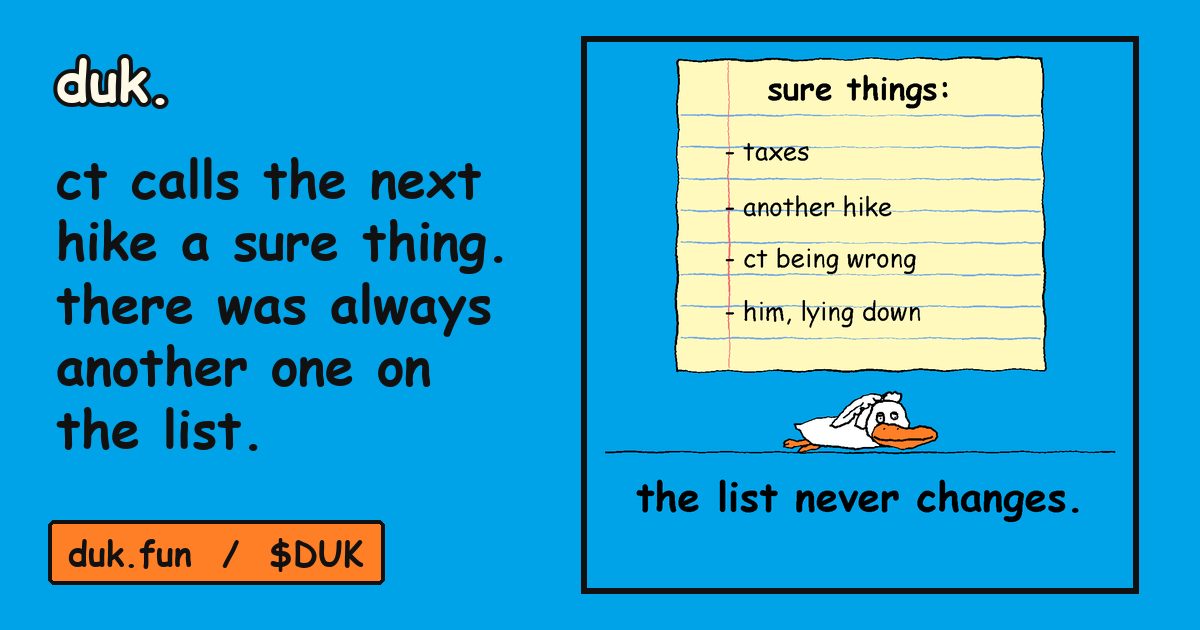 duk.
ct calls the next
hike a sure thing.
there was always
another one on
the list.
duk.fun / $DUK
sure things:
- taxes
- another hike
- ct being wrong
- him, lying down
the list never changes.